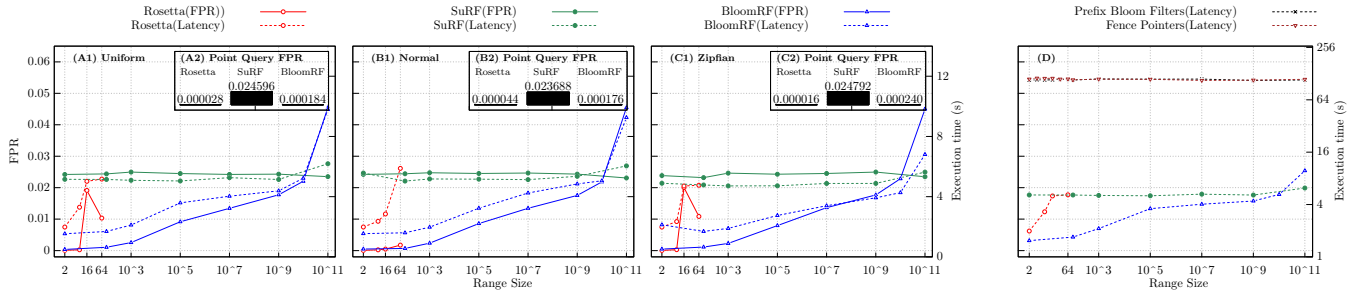 Rosetta(FPR))
Rosetta(Latency)
SuRF(FPR)
SuRF(Latency)
BloomRF(FPR)
BloomRF(Latency)
Prefix Bloom Filters(Latency)
Fence Pointers(Latency)
FPR
0.06
0.05
0.04
0.03
0.02
0.01
0
(A1) Uniform
(A2) Point Query FPR
Rosetta SuRF BloomRF
0.000028 0.024596 0.000184
2 16 64 10^3 10^5 10^7 10^9 10^11
Range Size
(B1) Normal
(B2) Point Query FPR
Rosetta SuRF BloomRF
0.000044 0.023688 0.000176
2 16 64 10^3 10^5 10^7 10^9 10^11
Range Size
(C1) Zipfian
(C2) Point Query FPR
Rosetta SuRF BloomRF
0.000016 0.024792 0.000240
2 16 64 10^3 10^5 10^7 10^9 10^11
Range Size
12
8
4
0
Execution time (s)
(D)
2 64 10^3 10^5 10^7 10^9 10^11
Range Size
256
64
16
4
1
Execution time (s)